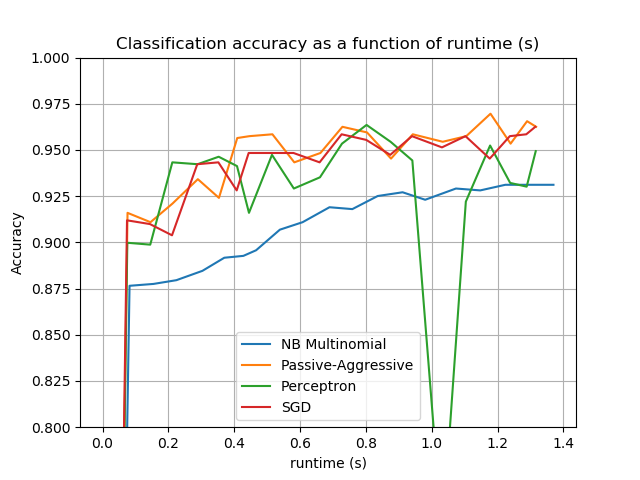 Classification accuracy as a function of runtime (s)
1.000
0.975
0.950
0.925
0.900
0.875
0.850
0.825
0.800
Accuracy
NB Multinomial
Passive-Aggressive
Perceptron
SGD
0.0 0.2 0.4 0.6 0.8 1.0 1.2 1.4
runtime (s)